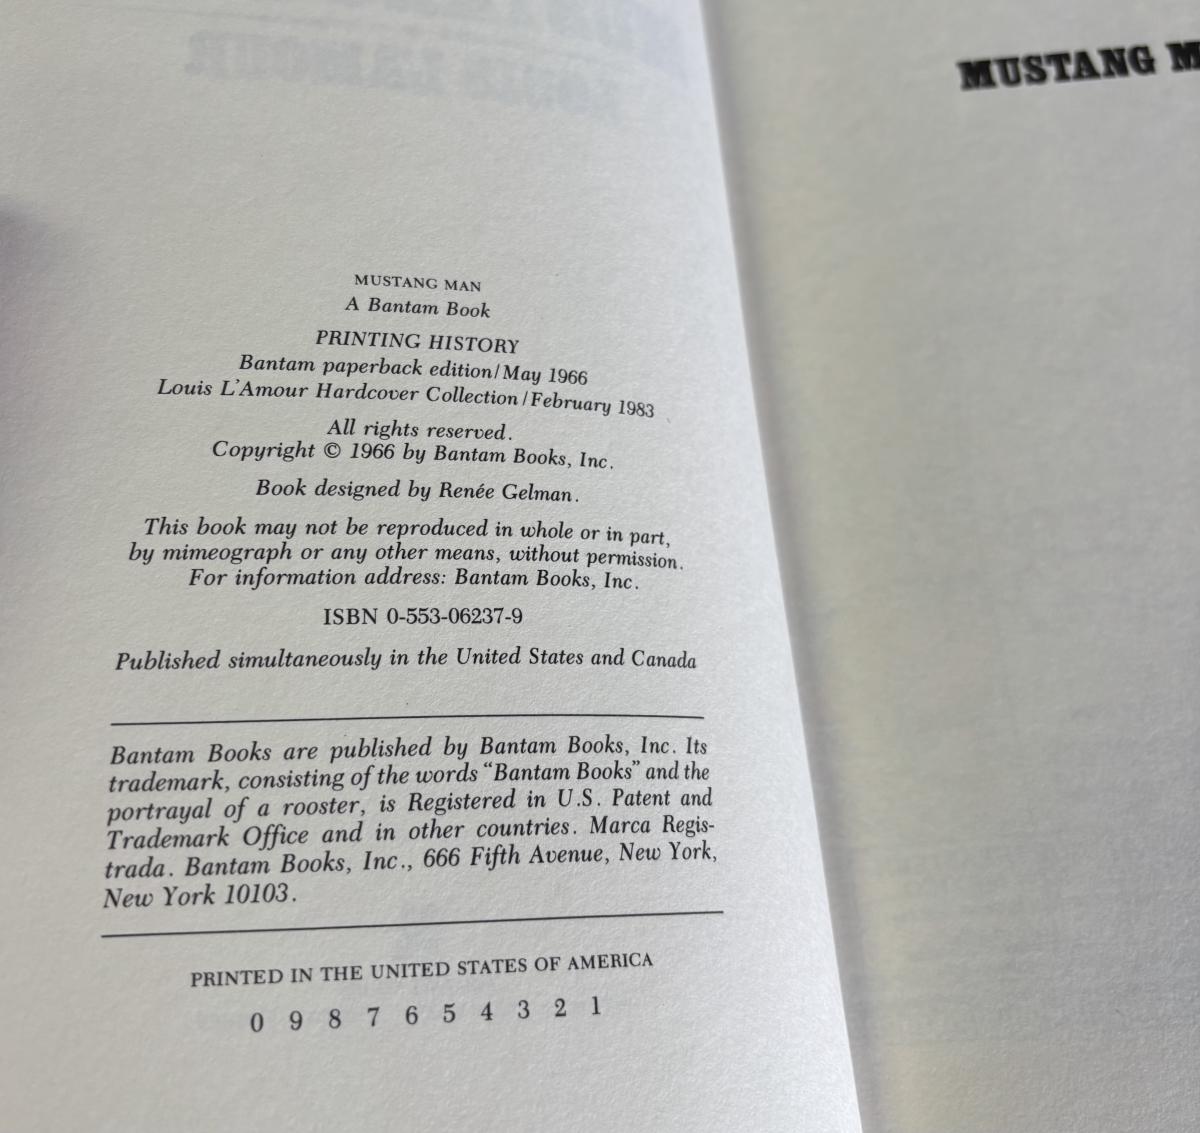 MUSTANG MAN
A Bantam Book
PRINTING HISTORY
Bantam paperback edition/May 1966
Louis L'Amour Hardcover Collection/February 1983
All rights reserved.
Copyright © 1966 by Bantam Books, Inc.
Book designed by Renée Gelman.
This book may not be reproduced in whole or in part,
by mimeograph or any other means, without permission.
For information address: Bantam Books, Inc.
ISBN 0-553-06237-9
Published simultaneously in the United States and Canada
Bantam Books are published by Bantam Books, Inc. Its
trademark, consisting of the words “Bantam Books” and the
portrayal of a rooster, is Registered in U.S. Patent and
Trademark Office and in other countries. Marca Regis-
trada. Bantam Books, Inc., 666 Fifth Avenue, New York,
New York 10103.
PRINTED IN THE UNITED STATES OF AMERICA
0 9 8 7 6 5 4 3 2 1
MUSTANG M